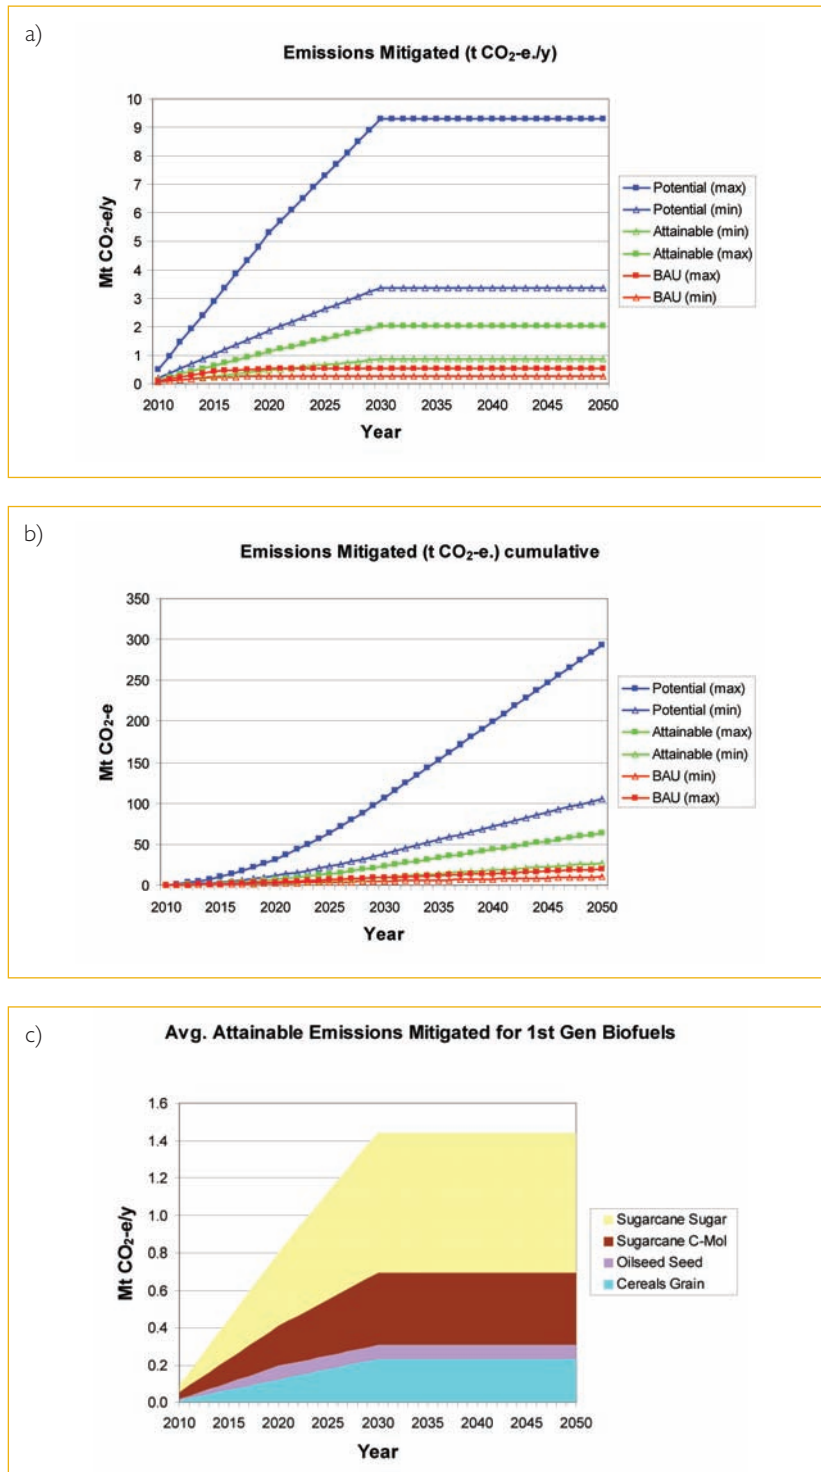 a)
Emissions Mitigated (t CO₂-e./y)
10
9
8
7
6
5
4
3
2
1
0
Mt CO₂-e/y
2010 2015 2020 2025 2030 2035 2040 2045 2050
Year
Potential (max)
Potential (min)
Attainable (min)
Attainable (max)
BAU (max)
BAU (min)
b)
Emissions Mitigated (t CO₂-e.) cumulative
350
300
250
200
150
100
50
0
Mt CO₂-e
2010 2015 2020 2025 2030 2035 2040 2045 2050
Year
Potential (max)
Potential (min)
Attainable (max)
Attainable (min)
BAU (min)
BAU (max)
c)
Avg. Attainable Emissions Mitigated for 1st Gen Biofuels
1.6
1.4
1.2
1.0
0.8
0.6
0.4
0.2
0.0
Mt CO₂-e/y
2010 2015 2020 2025 2030 2035 2040 2045 2050
Year
Sugarcane Sugar
Sugarcane C-Mol
Oilseed Seed
Cereals Grain